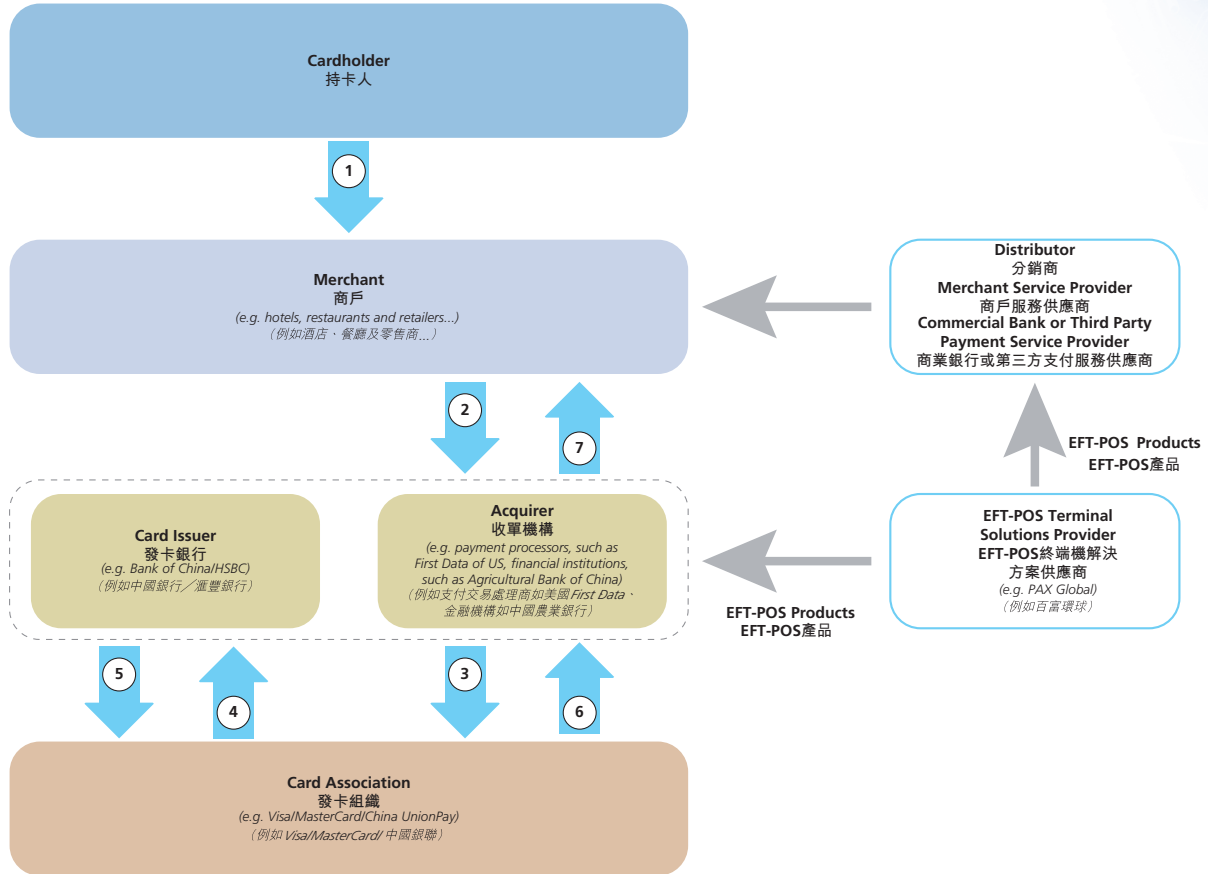 Cardholder
持卡人
1
Merchant
商戶
(e.g. hotels, restaurants and retailers...)
（例如酒店、餐廳及零售商...）
Distributor
分銷商
Merchant Service Provider
商戶服務供應商
Commercial Bank or Third Party
Payment Service Provider
商業銀行或第三方支付服務供應商
2
7
EFT-POS Products
EFT-POS產品
Card Issuer
發卡銀行
(e.g. Bank of China/HSBC)
（例如中國銀行／滙豐銀行）
Acquirer
收單機構
(e.g. payment processors, such as
First Data of US, financial institutions,
such as Agricultural Bank of China)
（例如支付交易處理商如美國First Data、
金融機構如中國農業銀行）
EFT-POS Products
EFT-POS產品
EFT-POS Terminal
Solutions Provider
EFT-POS終端機解決
方案供應商
(e.g. PAX Global)
（例如百富環球）
5
4
3
6
Card Association
發卡組織
(e.g. Visa/MasterCard/China UnionPay)
（例如 Visa/MasterCard/ 中國銀聯）